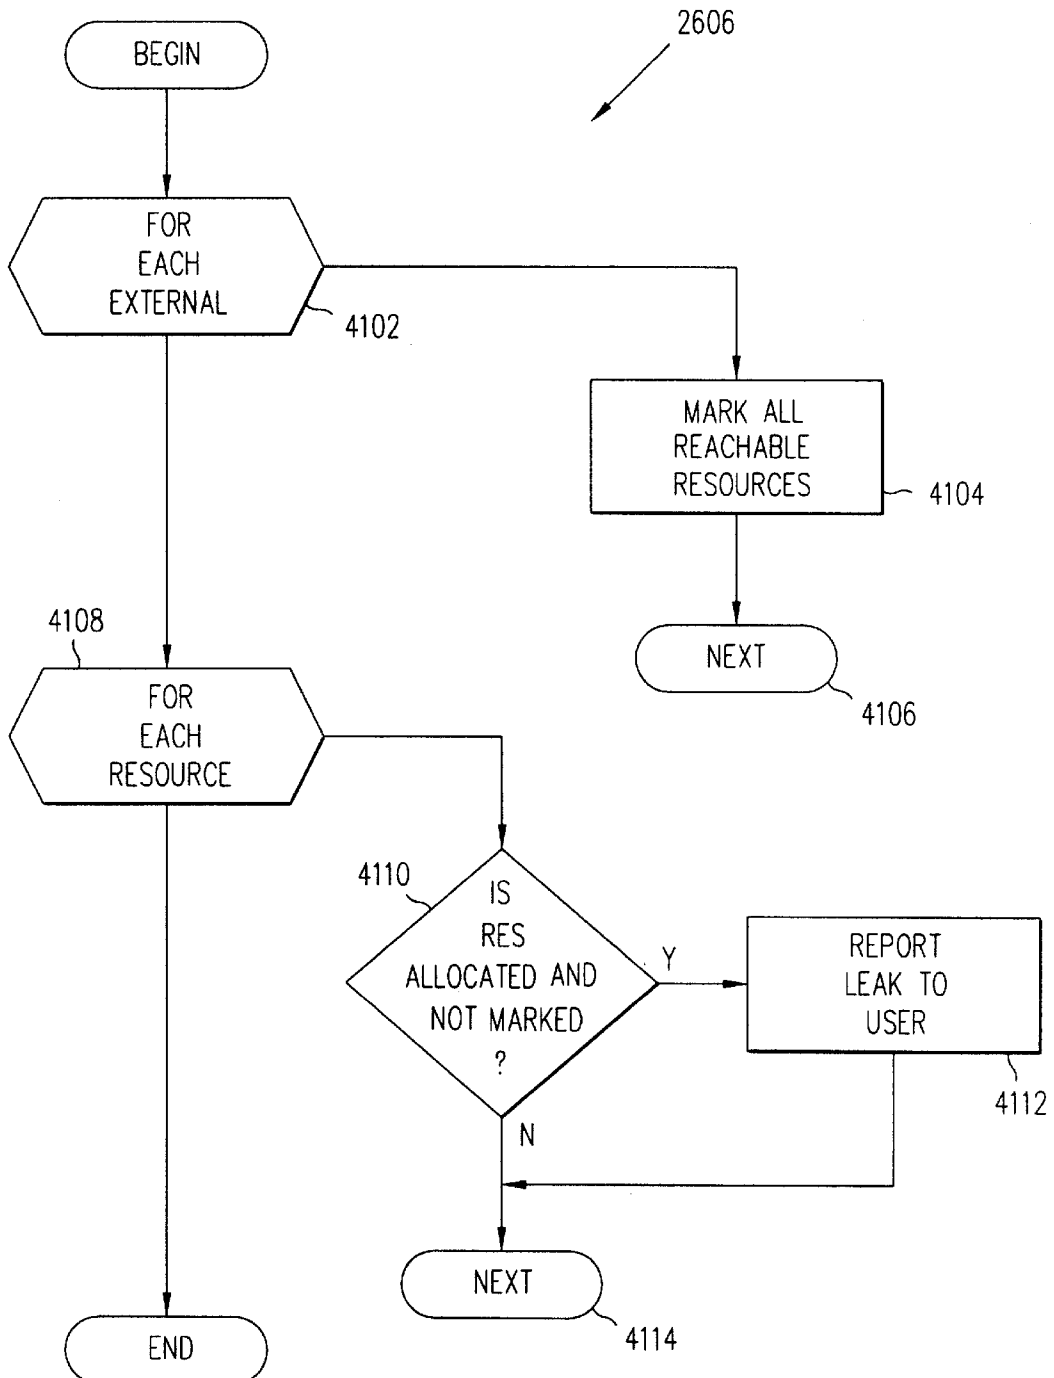 BEGIN
2606
FOR
EACH
EXTERNAL
4102
MARK ALL
REACHABLE
RESOURCES
4104
NEXT
4106
4108
FOR
EACH
RESOURCE
4110
IS
RES
ALLOCATED AND
NOT MARKED
?
Y
REPORT
LEAK TO
USER
4112
N
NEXT
4114
END